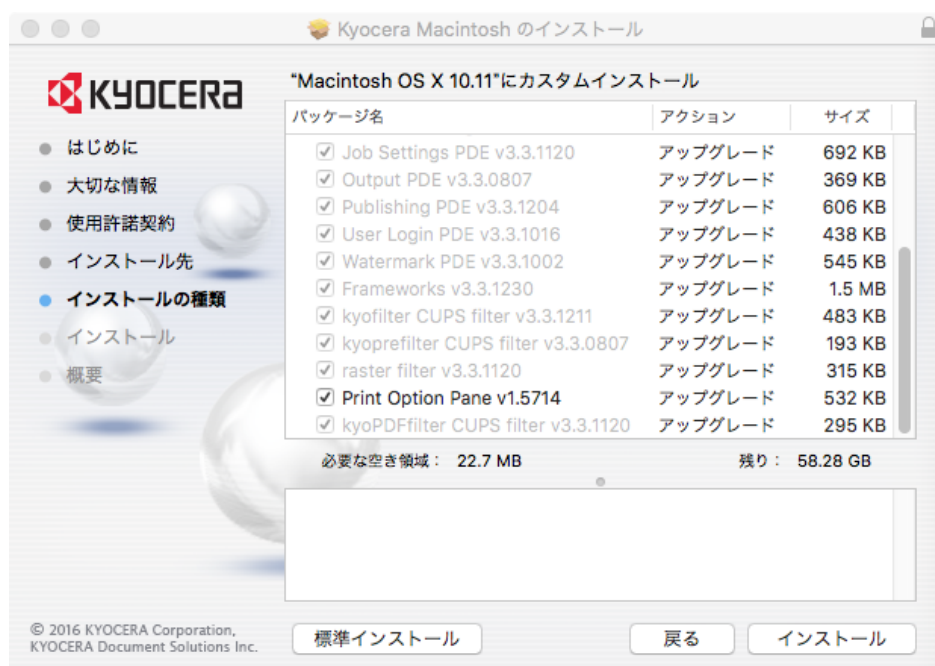 Kyocera Macintosh のインストール
KYOCERA
"Macintosh OS X 10.11"にカスタムインストール
はじめに
大切な情報
使用許諾契約
インストール先
インストールの種類
インストール
概要
パッケージ名 アクション サイズ
Job Settings PDE v3.3.1120 アップグレード 692 KB
Output PDE v3.3.0807 アップグレード 369 KB
Publishing PDE v3.3.1204 アップグレード 606 KB
User Login PDE v3.3.1016 アップグレード 438 KB
Watermark PDE v3.3.1002 アップグレード 545 KB
Frameworks v3.3.1230 アップグレード 1.5 MB
kyofilter CUPS filter v3.3.1211 アップグレード 483 KB
kyoprefilter CUPS filter v3.3.0807 アップグレード 193 KB
raster filter v3.3.1120 アップグレード 315 KB
Print Option Pane v1.5714 アップグレード 532 KB
kyoPDFfilter CUPS filter v3.3.1120 アップグレード 295 KB
必要な空き領域： 22.7 MB 残り： 58.28 GB
© 2016 KYOCERA Corporation,
KYOCERA Document Solutions Inc.
標準インストール 戻る インストール